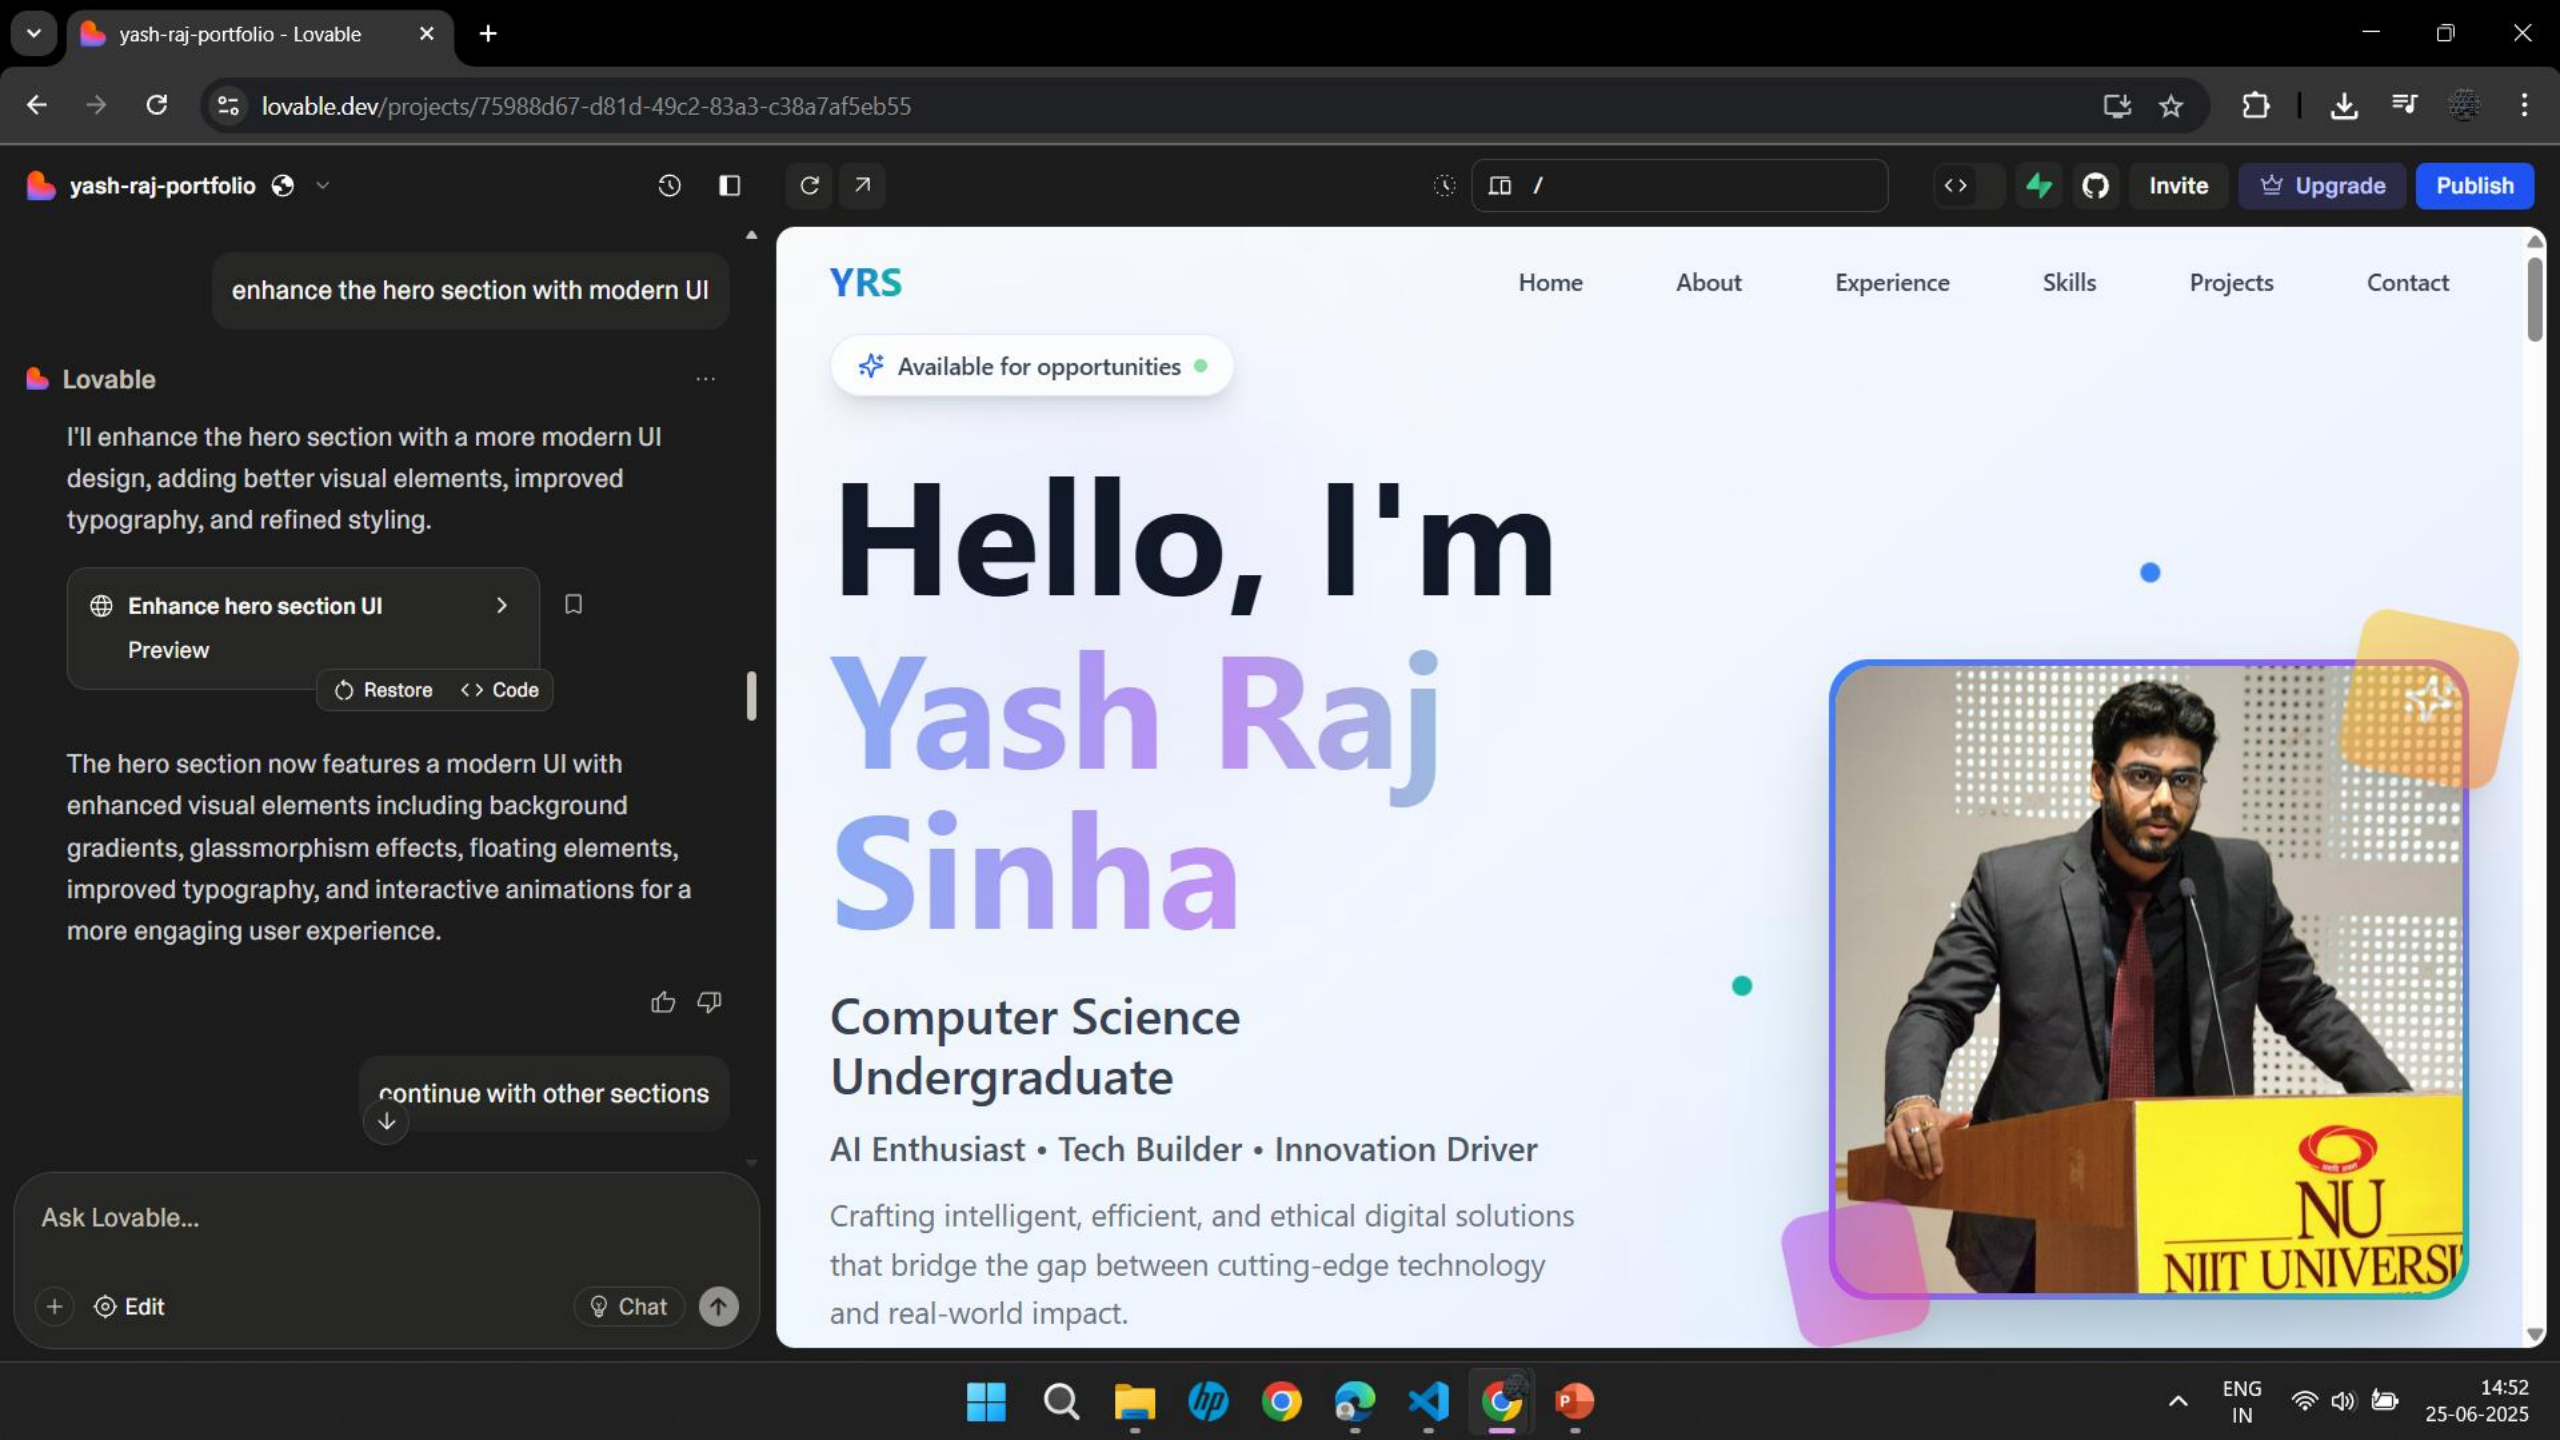 yash-raj-portfolio - Lovable
lovable.dev/projects/75988d67-d81d-49c2-83a3-c38a7af5eb55
yash-raj-portfolio
/
Invite
Upgrade
Publish
enhance the hero section with modern UI
Lovable
I'll enhance the hero section with a more modern UI
design, adding better visual elements, improved
typography, and refined styling.
Enhance hero section UI
Preview
Restore
Code
The hero section now features a modern UI with
enhanced visual elements including background
gradients, glassmorphism effects, floating elements,
improved typography, and interactive animations for a
more engaging user experience.
continue with other sections
Ask Lovable...
Edit
Chat
YRS
Home
About
Experience
Skills
Projects
Contact
Available for opportunities
Hello, I'm
Yash Raj
Sinha
Computer Science
Undergraduate
AI Enthusiast • Tech Builder • Innovation Driver
Crafting intelligent, efficient, and ethical digital solutions
that bridge the gap between cutting-edge technology
and real-world impact.
NU
NIIT UNIVERSI
hp
P
ENG
IN
14:52
25-06-2025